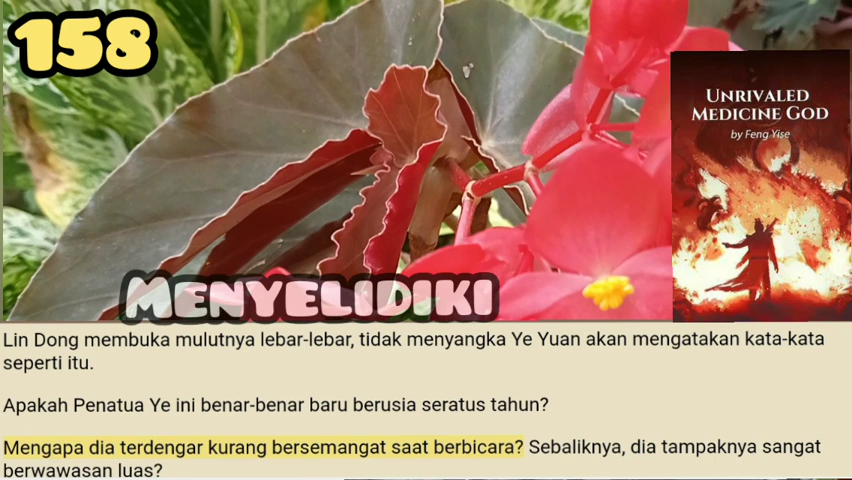 158
UNRIVALED
MEDICINE GOD
by Feng Yise
MENYELIDIKI
Lin Dong membuka mulutnya lebar-lebar, tidak menyangka Ye Yuan akan mengatakan kata-kata
seperti itu.
Apakah Penatua Ye ini benar-benar baru berusia seratus tahun?
Mengapa dia terdengar kurang bersemangat saat berbicara? Sebaliknya, dia tampaknya sangat
berwawasan luas?